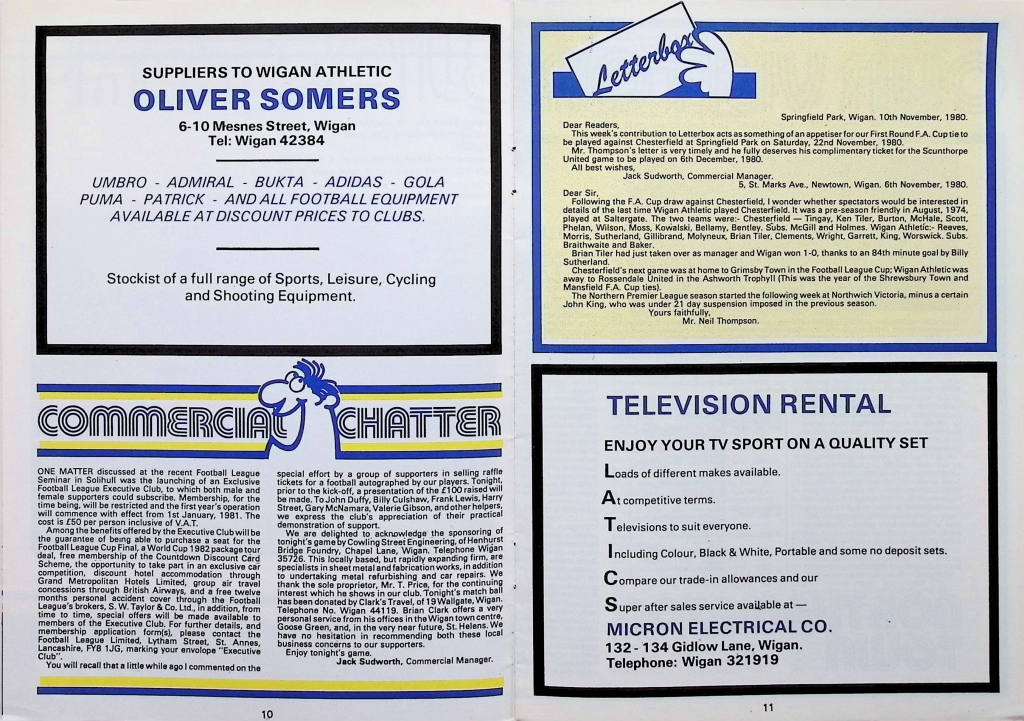 SUPPLIERS TO WIGAN ATHLETIC
OLIVER SOMERS
6-10 Mesnes Street, Wigan
Tel: Wigan 42384
UMBRO - ADMIRAL - BUKTA - ADIDAS - GOLA
PUMA - PATRICK - AND ALL FOOTBALL EQUIPMENT
AVAILABLE AT DISCOUNT PRICES TO CLUBS.
Stockist of a full range of Sports, Leisure, Cycling
and Shooting Equipment.
COMMERCIAL CHATTER
ONE MATTER discussed at the recent Football League
Seminar in Solihull was the launching of an Exclusive
Football League Executive Club, to which both male and
female supporters could subscribe. Membership, for the
time being, will be restricted and the first year's operation
will commence with effect from 1st January, 1981. The
cost is £50 per person inclusive of V.A.T.
Among the benefits offered by the Executive Club will be
the guarantee of being able to purchase a seat for the
Football League Cup Final, a World Cup 1982 package tour
deal, free membership of the Countdown Discount Card
Scheme, the opportunity to take part in an exclusive car
competition, discount hotel accommodation through
Grand Metropolitan Hotels Limited, group air travel
concessions through British Airways, and a free twelve
months personal accident cover through the Football
League's brokers, S. W. Taylor & Co. Ltd., in addition, from
time to time, special offers will be made available to
members of the Executive Club. For further details, and
membership application form(s), please contact the
Football League Limited, Lytham Street, St. Annes,
Lancashire, FY8 1JG, marking your envelope "Executive
Club".
You will recall that a little while ago I commented on the
special effort by a group of supporters in selling raffle
tickets for a football autographed by our players. Tonight,
prior to the kick-off, a presentation of the £100 raised will
be made. To John Duffy, Billy Culshaw, Frank Lewis, Harry
Street, Gary McNamara, Valerie Gibson, and other helpers,
we express the club's appreciation of their practical
demonstration of support.
We are delighted to acknowledge the sponsoring of
tonight's game by Cowling Street Engineering, of Henhurst
Bridge Foundry, Chapel Lane, Wigan. Telephone Wigan
35726. This locally based, but rapidly expanding firm, are
specialists in sheet metal and fabrication works, in addition
to undertaking metal refurbishing and car repairs. We
thank the sole proprietor, Mr. T. Price, for the continuing
interest which he shows in our club. Tonight's match ball
has been donated by Clark's Travel, of 19 Wallgate, Wigan.
Telephone No. Wigan 44119. Brian Clark offers a very
personal service from his offices in the Wigan town centre,
Goose Green, and, in the very near future, St. Helens. We
have no hesitation in recommending both these local
business concerns to our supporters.
Enjoy tonight's game.
Jack Sudworth, Commercial Manager.
10
Letterbox
Springfield Park, Wigan. 10th November, 1980.
Dear Readers,
This week's contribution to Letterbox acts as something of an appetiser for our First Round F.A. Cup tie to
be played against Chesterfield at Springfield Park on Saturday, 22nd November, 1980.
Mr. Thompson's letter is very timely and he fully deserves his complimentary ticket for the Scunthorpe
United game to be played on 6th December, 1980.
All best wishes,
Jack Sudworth, Commercial Manager.
5, St. Marks Ave., Newtown, Wigan. 6th November, 1980.
Dear Sir,
Following the F.A. Cup draw against Chesterfield, I wonder whether spectators would be interested in
details of the last time Wigan Athletic played Chesterfield. It was a pre-season friendly in August, 1974,
played at Saltergate. The two teams were:- Chesterfield — Tingay, Ken Tiler, Burton, McHale, Scott,
Phelan, Wilson, Moss, Kowalski, Bellamy, Bentley. Subs. McGill and Holmes. Wigan Athletic:- Reeves,
Morris, Sutherland, Gillibrand, Molyneux, Brian Tiler, Clements, Wright, Garrett, King, Worswick. Subs.
Braithwaite and Baker.
Brian Tiler had just taken over as manager and Wigan won 1-0, thanks to an 84th minute goal by Billy
Sutherland.
Chesterfield's next game was at home to Grimsby Town in the Football League Cup; Wigan Athletic was
away to Rossendale United in the Ashworth Trophy!! (This was the year of the Shrewsbury Town and
Mansfield F.A. Cup ties).
The Northern Premier League season started the following week at Northwich Victoria, minus a certain
John King, who was under 21 day suspension imposed in the previous season.
Yours faithfully,
Mr. Neil Thompson.
TELEVISION RENTAL
ENJOY YOUR TV SPORT ON A QUALITY SET
Loads of different makes available.
At competitive terms.
Televisions to suit everyone.
Including Colour, Black & White, Portable and some no deposit sets.
Compare our trade-in allowances and our
Super after sales service available at —
MICRON ELECTRICAL CO.
132 - 134 Gidlow Lane, Wigan.
Telephone: Wigan 321919
11